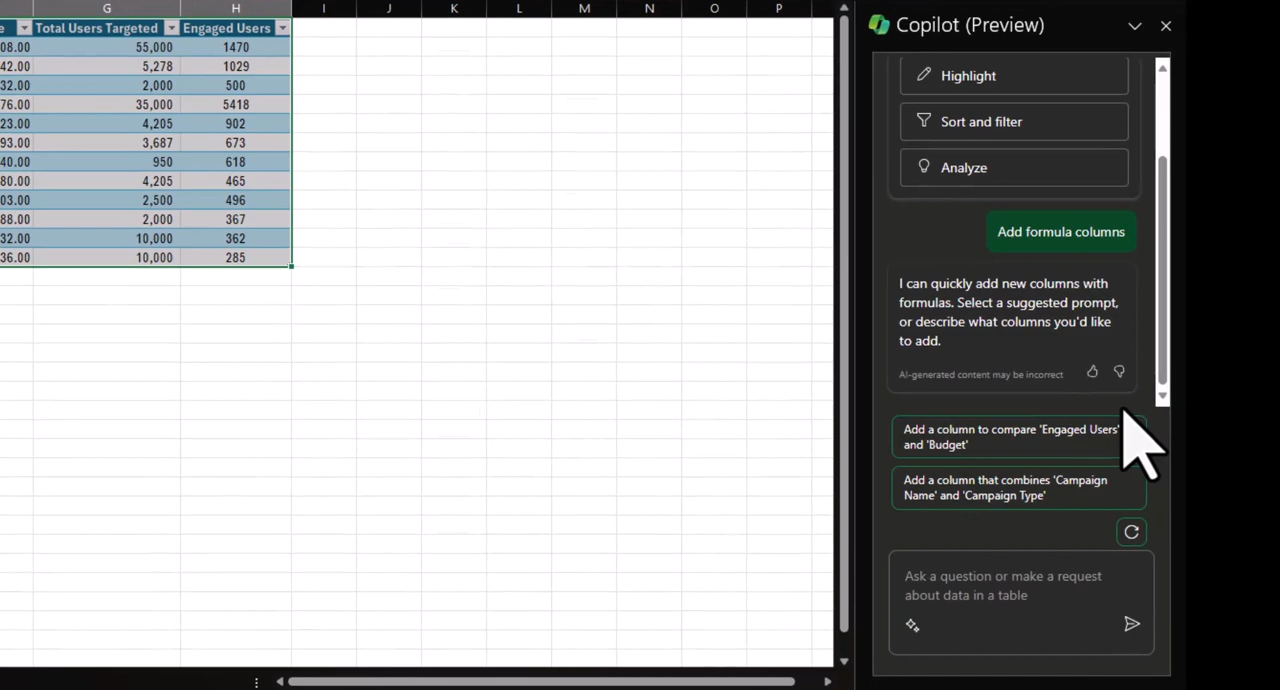 G H I J K L M N O P
e Total Users Targeted Engaged Users
08.00 55,000 1470
42.00 5,278 1029
32.00 2,000 500
76.00 35,000 5418
23.00 4,205 902
93.00 3,687 673
40.00 950 618
80.00 4,205 465
03.00 2,500 496
88.00 2,000 367
32.00 10,000 362
36.00 10,000 285
Copilot (Preview)
Highlight
Sort and filter
Analyze
Add formula columns
I can quickly add new columns with
formulas. Select a suggested prompt,
or describe what columns you'd like
to add.
AI-generated content may be incorrect
Add a column to compare 'Engaged Users'
and 'Budget'
Add a column that combines 'Campaign
Name' and 'Campaign Type'
Ask a question or make a request
about data in a table